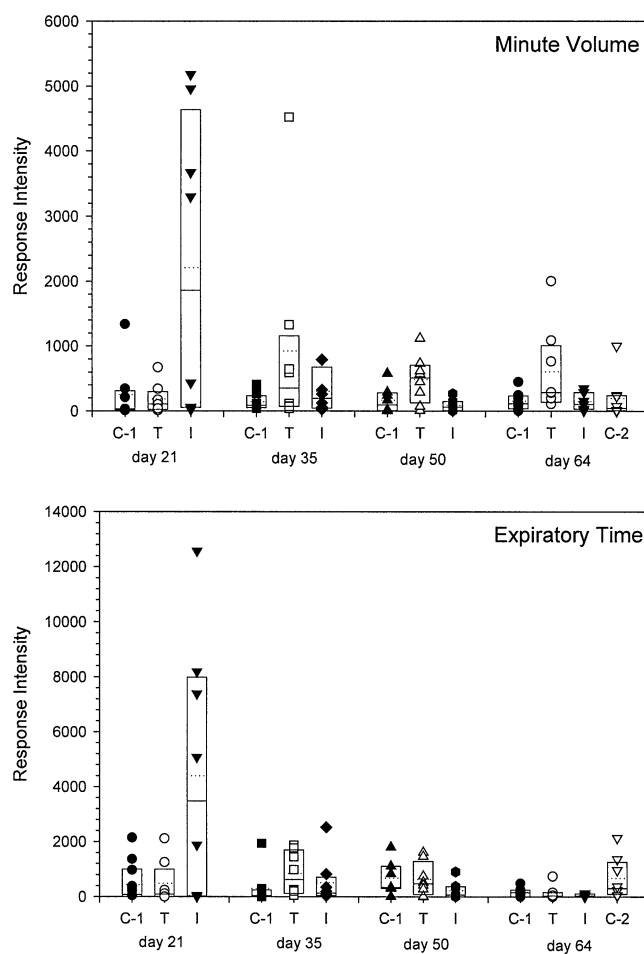 Minute Volume
Response Intensity
6000
5000
4000
3000
2000
1000
0
C-1 T I C-1 T I C-1 T I C-1 T I C-2
day 21 day 35 day 50 day 64
Expiratory Time
Response Intensity
14000
12000
10000
8000
6000
4000
2000
0
C-1 T I C-1 T I C-1 T I C-1 T I C-2
day 21 day 35 day 50 day 64